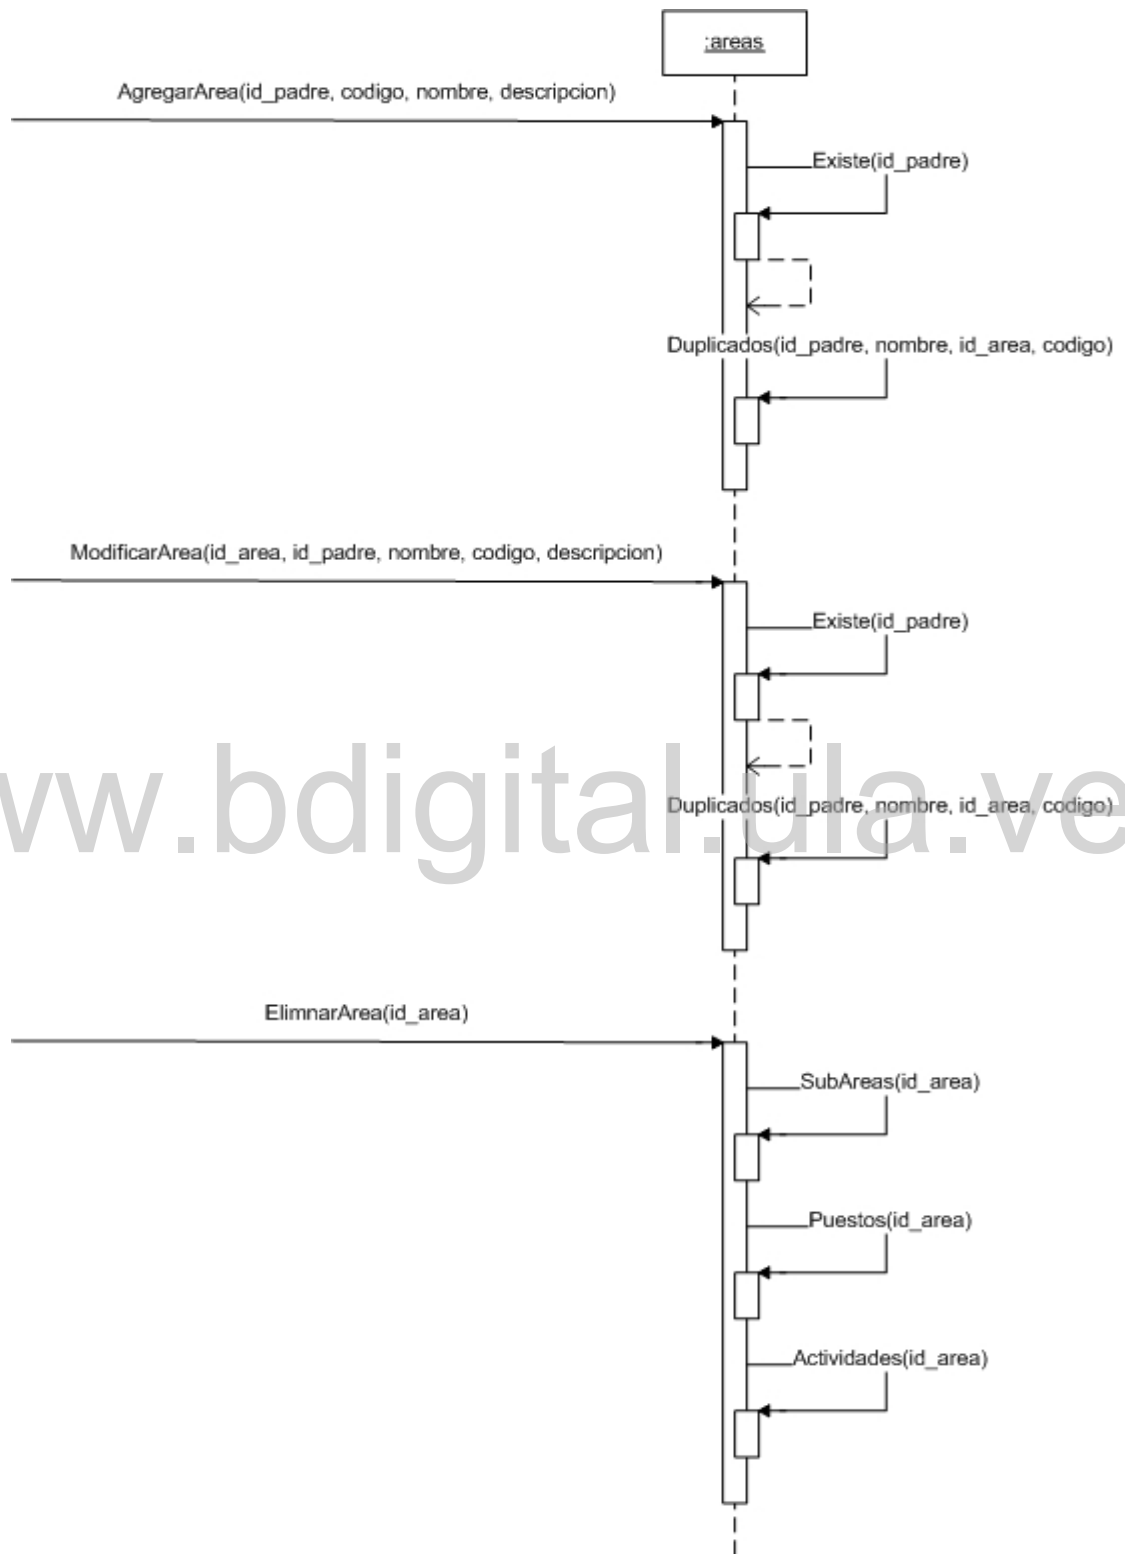 :areas
AgregarArea(id_padre, codigo, nombre, descripcion)
Existe(id_padre)
Duplicados(id_padre, nombre, id_area, codigo)
ModificarArea(id_area, id_padre, nombre, codigo, descripcion)
Existe(id_padre)
www.bdigital.ula.ve
Duplicados(id_padre, nombre, id_area, codigo)
ElimnarArea(id_area)
SubAreas(id_area)
Puestos(id_area)
Actividades(id_area)